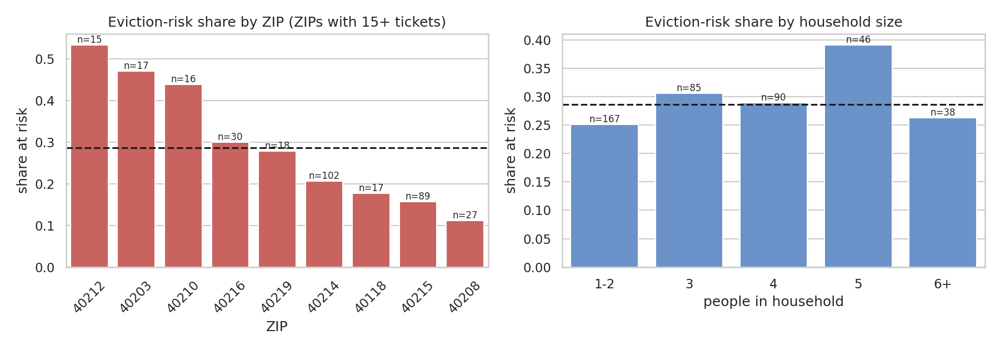 Eviction-risk share by ZIP (ZIPs with 15+ tickets)
share at risk
0.5
0.4
0.3
0.2
0.1
0.0
n=15
n=17
n=16
n=30
n=18
n=102
n=17
n=89
n=27
40212
40203
40210
40216
40219
40214
40118
40215
40208
ZIP
Eviction-risk share by household size
share at risk
0.40
0.35
0.30
0.25
0.20
0.15
0.10
0.05
0.00
n=167
n=85
n=90
n=46
n=38
1-2
3
4
5
6+
people in household